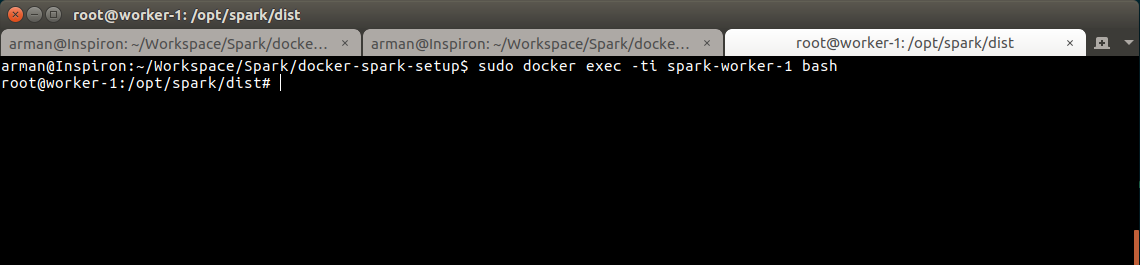 root@worker-1: /opt/spark/dist
arman@Inspiron: ~/Workspace/Spark/docke... × arman@Inspiron: ~/Workspace/Spark/docke... × root@worker-1: /opt/spark/dist ×
arman@Inspiron:~/Workspace/Spark/docker-spark-setup$ sudo docker exec -ti spark-worker-1 bash
root@worker-1:/opt/spark/dist#